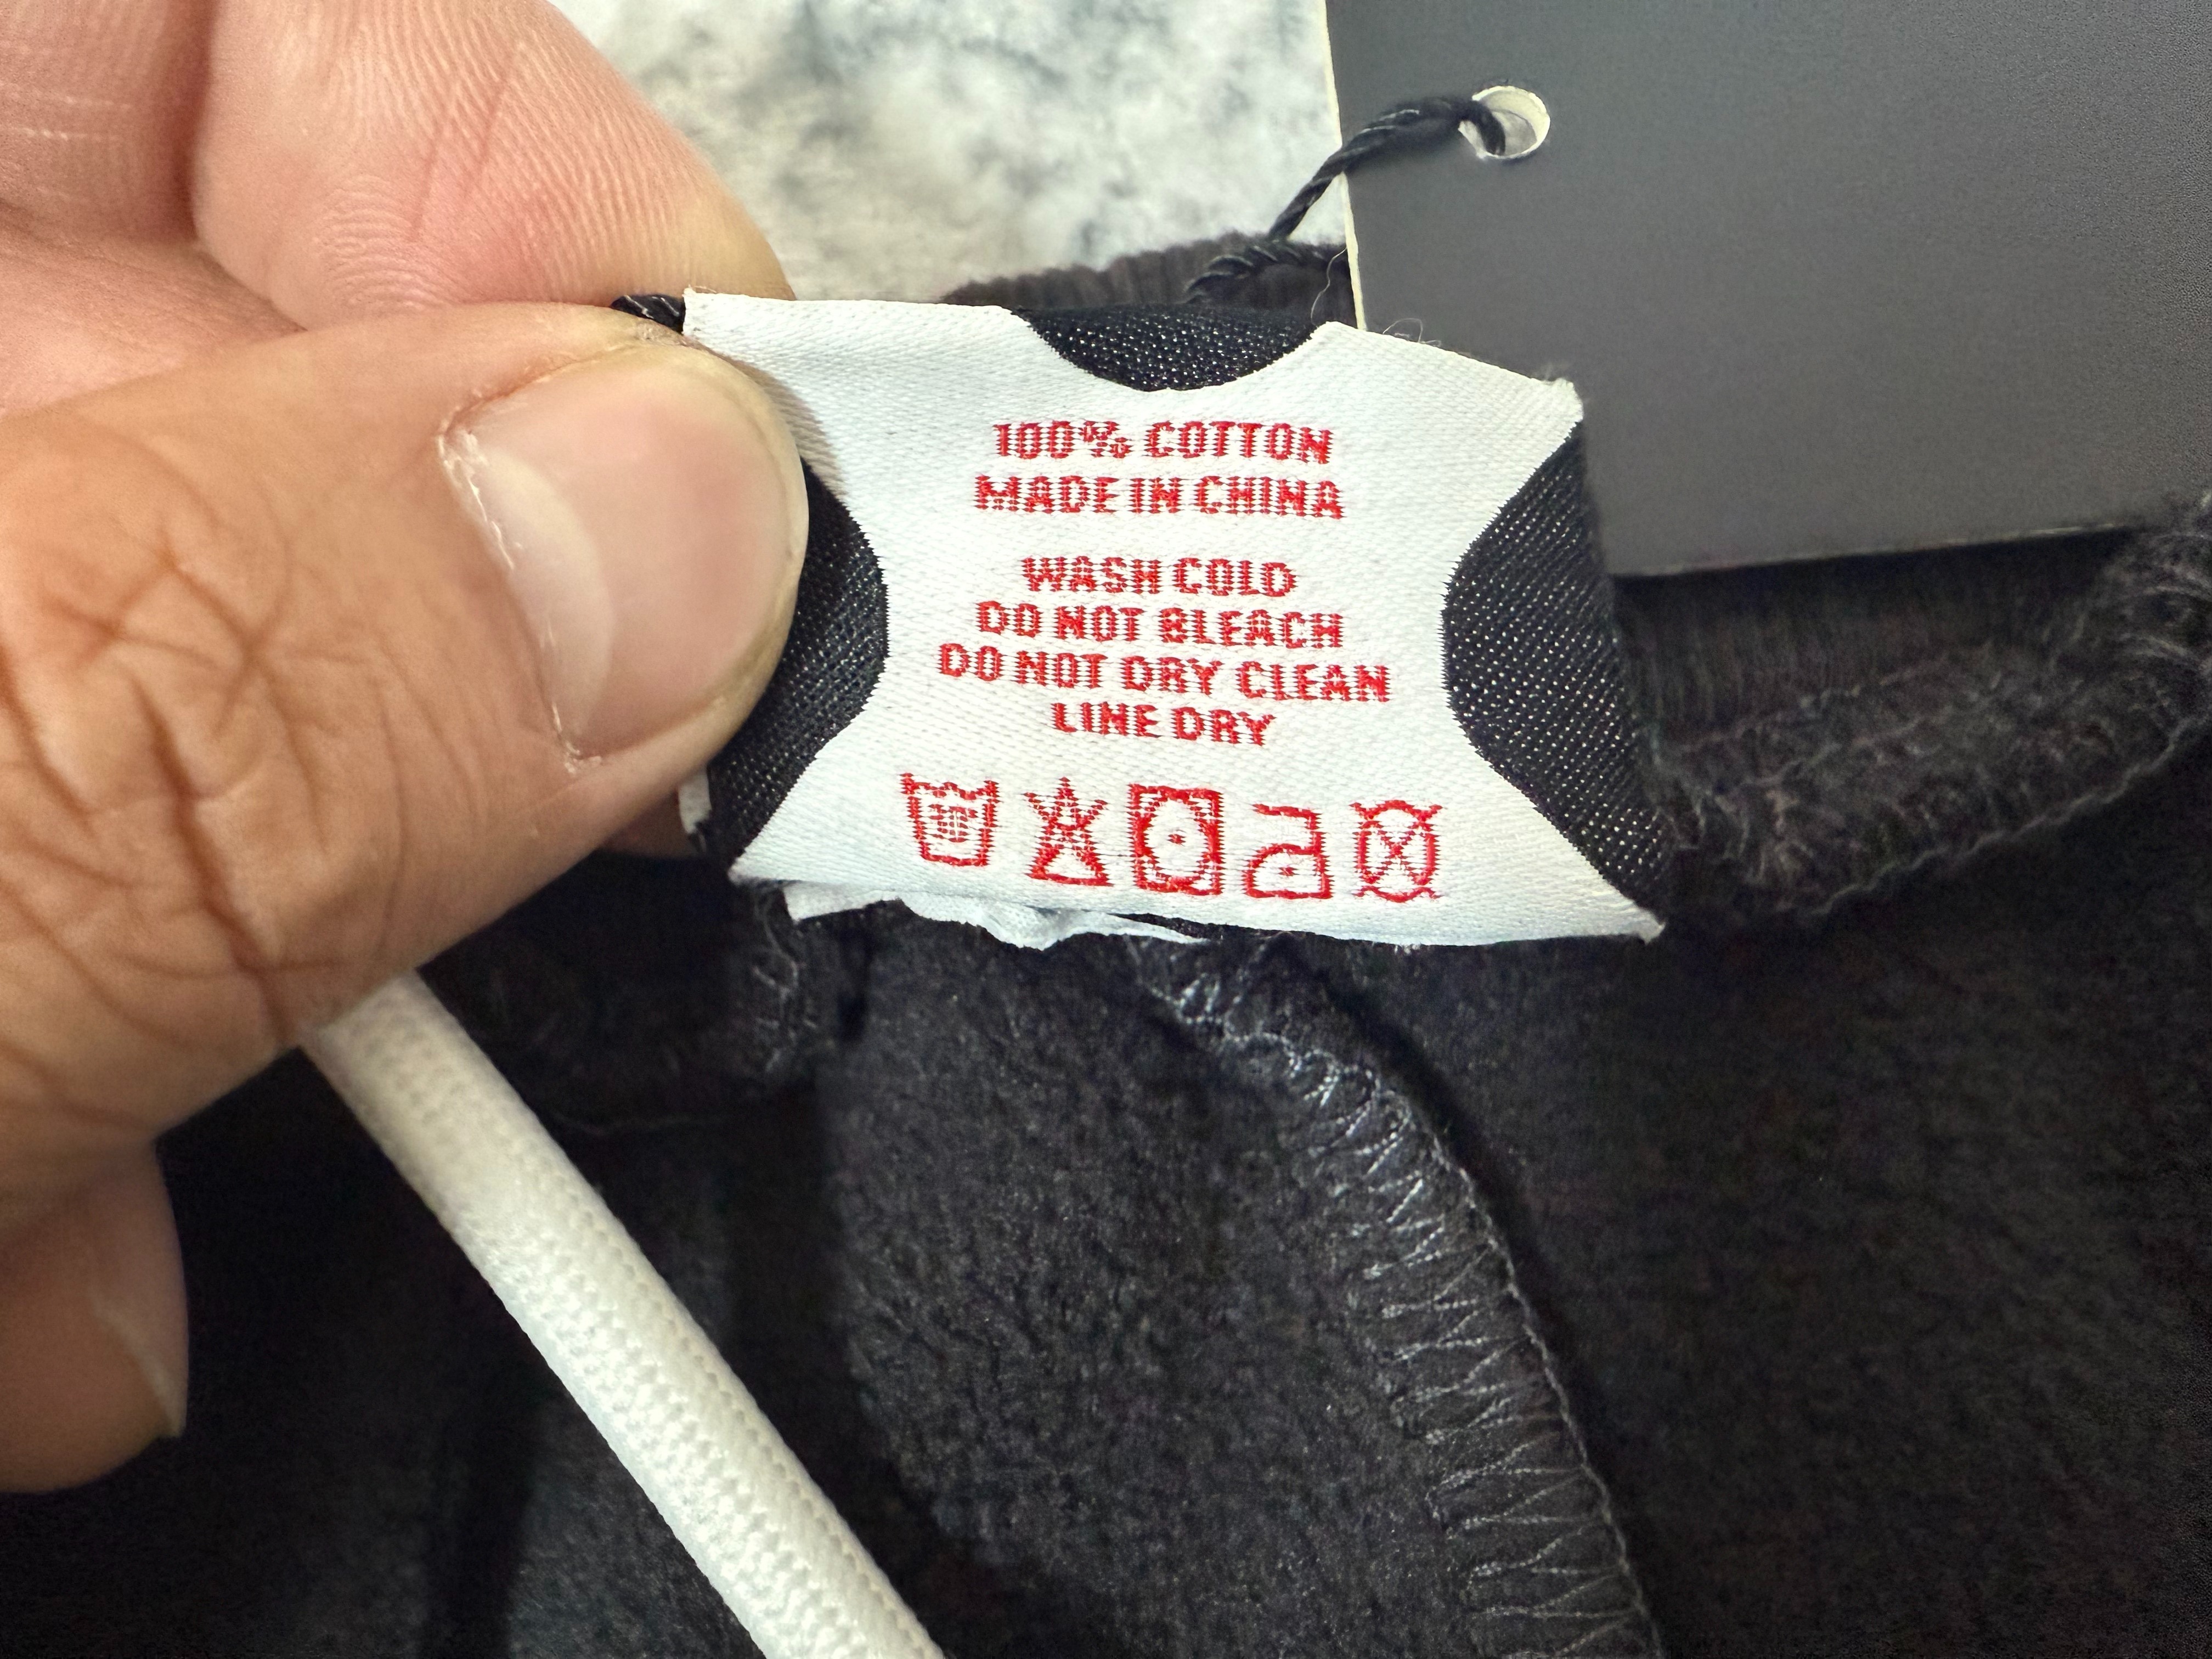 100% COTTON
MADE IN CHINA
WASH COLD
DO NOT BLEACH
DO NOT DRY CLEAN
LINE DRY